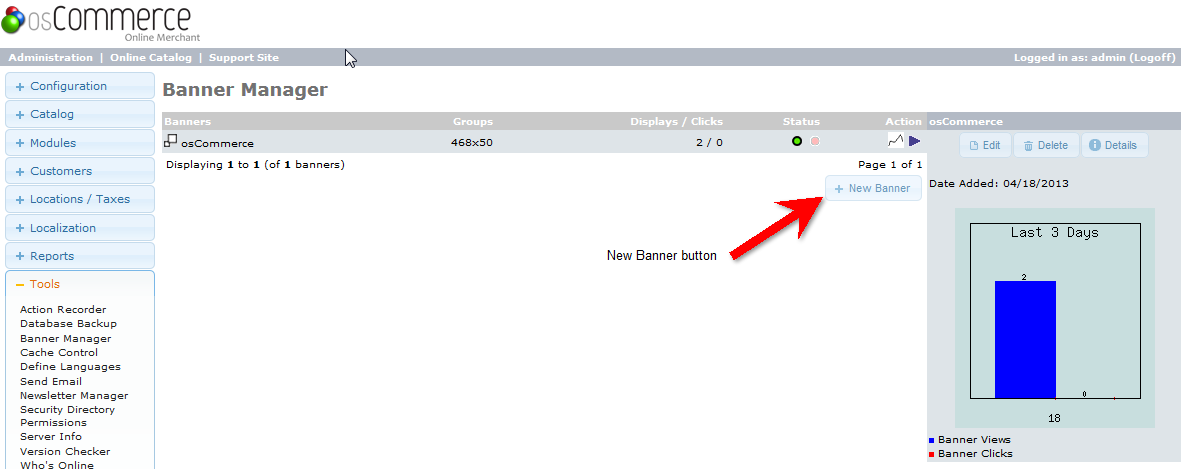 osCommerce
Online Merchant
Administration | Online Catalog | Support Site
Logged in as: admin (Logoff)
+ Configuration
+ Catalog
+ Modules
+ Customers
+ Locations / Taxes
+ Localization
+ Reports
− Tools
Action Recorder
Database Backup
Banner Manager
Cache Control
Define Languages
Send Email
Newsletter Manager
Security Directory
Permissions
Server Info
Version Checker
Who's Online
Banner Manager
Banners Groups Displays / Clicks Status Action
osCommerce 468x50 2 / 0
Displaying 1 to 1 (of 1 banners) Page 1 of 1
+ New Banner
New Banner button
osCommerce
Edit Delete Details
Date Added: 04/18/2013
Last 3 Days
2
0
18
Banner Views
Banner Clicks